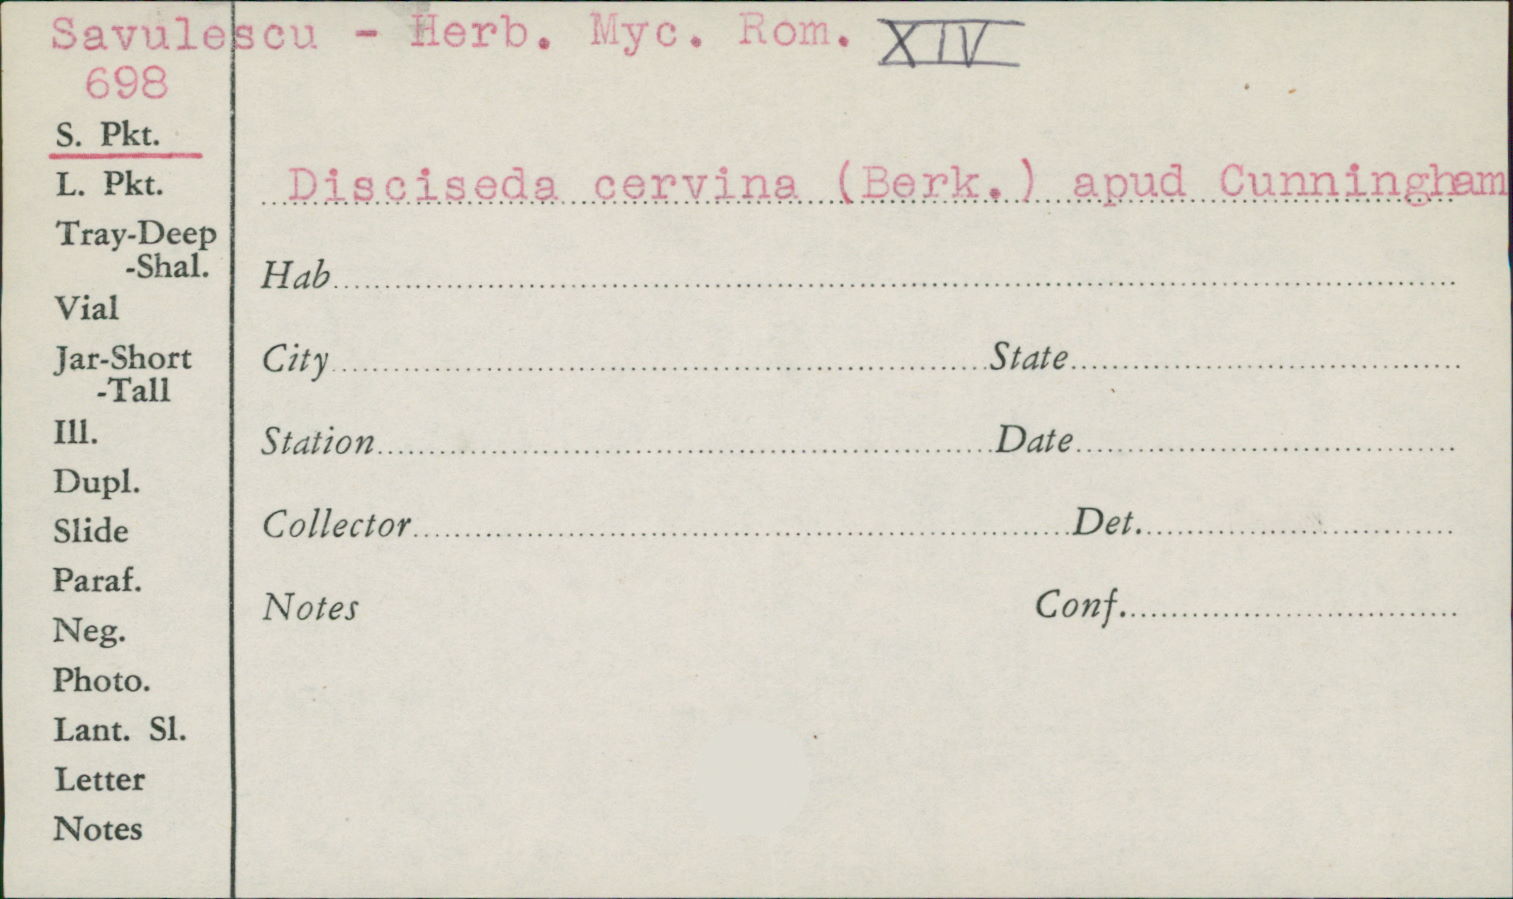 Savulescu - Herb. Myc. Rom. XIV
698
S. Pkt.
L. Pkt.
Disciseda cervina (Berk.) apud Cunningham
Tray-Deep
-Shal.
Hab
Vial
Jar-Short
-Tall
City State
Ill.
Station Date
Dupl.
Slide
Collector Det.
Paraf.
Notes Conf.
Neg.
Photo.
Lant. Sl.
Letter
Notes